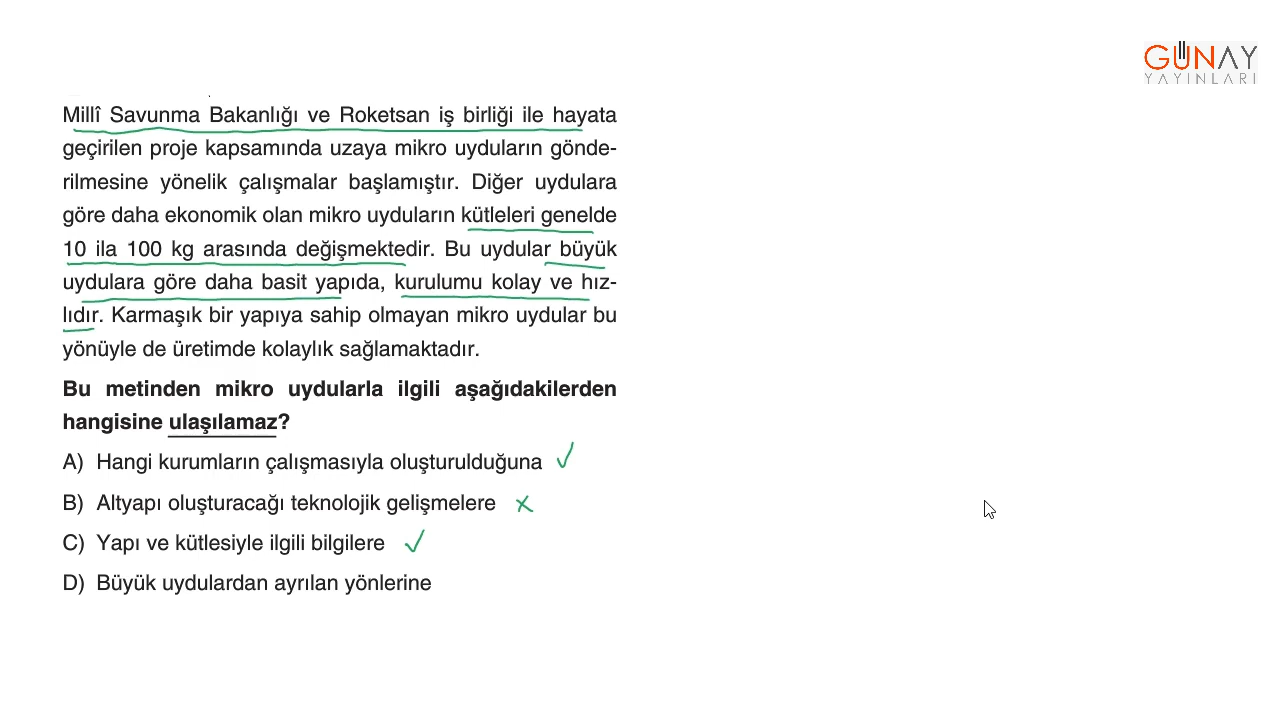 GÜNAY
YAYINLARI
Millî Savunma Bakanlığı ve Roketsan iş birliği ile hayata
geçirilen proje kapsamında uzaya mikro uyduların gönde-
rilmesine yönelik çalışmalar başlamıştır. Diğer uydulara
göre daha ekonomik olan mikro uyduların kütleleri genelde
10 ila 100 kg arasında değişmektedir. Bu uydular büyük
uydulara göre daha basit yapıda, kurulumu kolay ve hız-
lıdır. Karmaşık bir yapıya sahip olmayan mikro uydular bu
yönüyle de üretimde kolaylık sağlamaktadır.
Bu metinden mikro uydularla ilgili aşağıdakilerden
hangisine ulaşılamaz?
A) Hangi kurumların çalışmasıyla oluşturulduğuna
B) Altyapı oluşturacağı teknolojik gelişmelere
C) Yapı ve kütlesiyle ilgili bilgilere
D) Büyük uydulardan ayrılan yönlerine